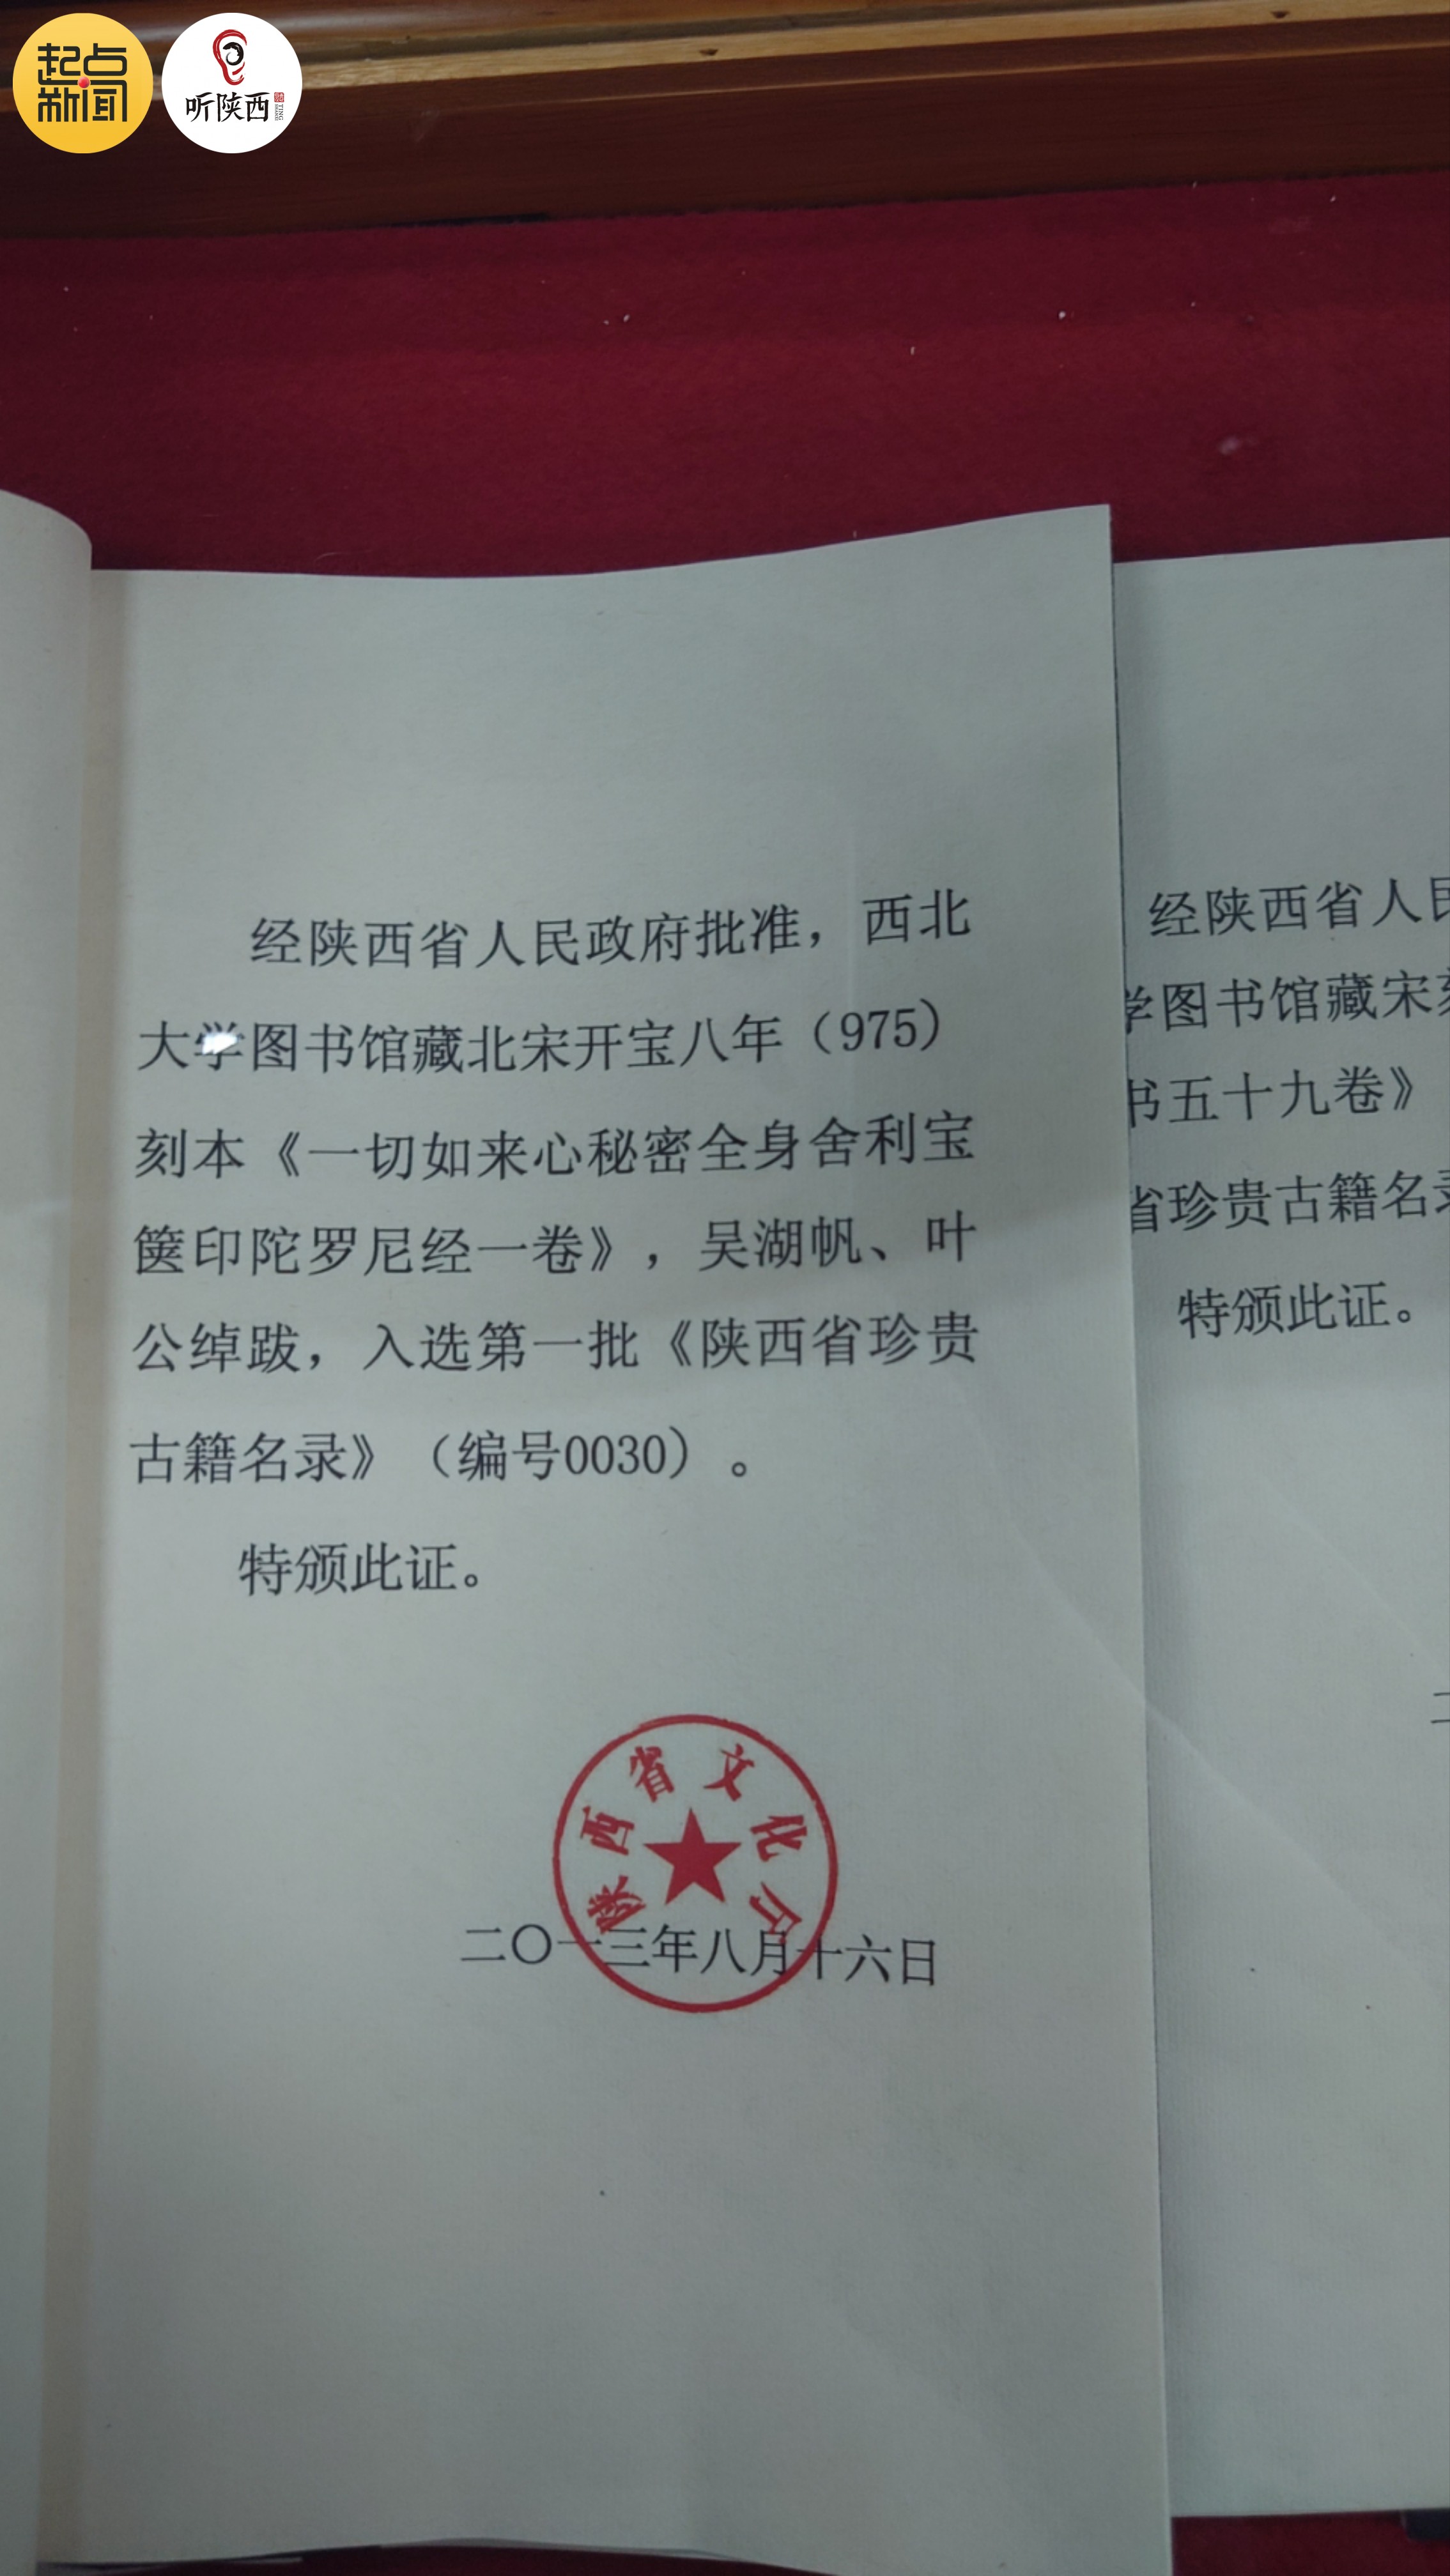 起点
新闻
听陕西
经陕西省人民政府批准，西北
大学图书馆藏北宋开宝八年（975）
刻本《一切如来心秘密全身舍利宝
箧印陀罗尼经一卷》，吴湖帆、叶
公绰跋，入选第一批《陕西省珍贵
古籍名录》（编号0030）。
特颁此证。
陕西省文化厅
二〇一三年八月十六日
经陕西省人民
学图书馆藏宋刻
书五十九卷》
省珍贵古籍名录
特颁此证。
二